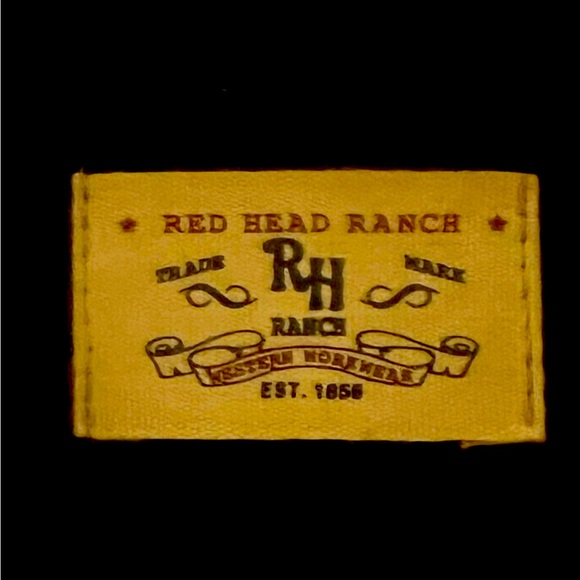 ★ RED HEAD RANCH ★
TRADE RH MARK
RANCH
WESTERN WORKWEAR
EST. 1856